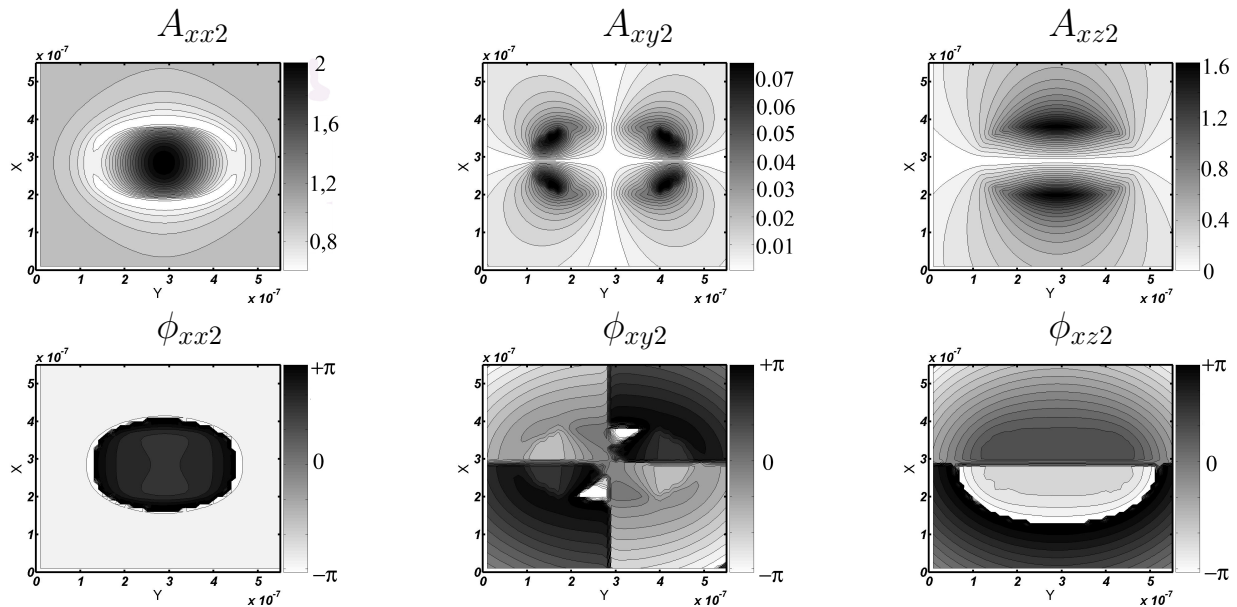 A_{xx2}
x 10^{-7}
5
4
3
2
1
0
X
0 1 2 3 4 5
Y
x 10^{-7}
2
1,6
1,2
0,8
A_{xy2}
x 10^{-7}
5
4
3
2
1
0
X
0 1 2 3 4 5
Y
x 10^{-7}
0.07
0.06
0.05
0.04
0.03
0.02
0.01
A_{xz2}
x 10^{-7}
5
4
3
2
1
0
X
0 1 2 3 4 5
Y
x 10^{-7}
1.6
1.2
0.8
0.4
0
ϕ_{xx2}
x 10^{-7}
5
4
3
2
1
0
X
0 1 2 3 4 5
Y
x 10^{-7}
+π
0
−π
ϕ_{xy2}
x 10^{-7}
5
4
3
2
1
0
X
0 1 2 3 4 5
Y
x 10^{-7}
+π
0
−π
ϕ_{xz2}
x 10^{-7}
5
4
3
2
1
0
X
0 1 2 3 4 5
Y
x 10^{-7}
+π
0
−π